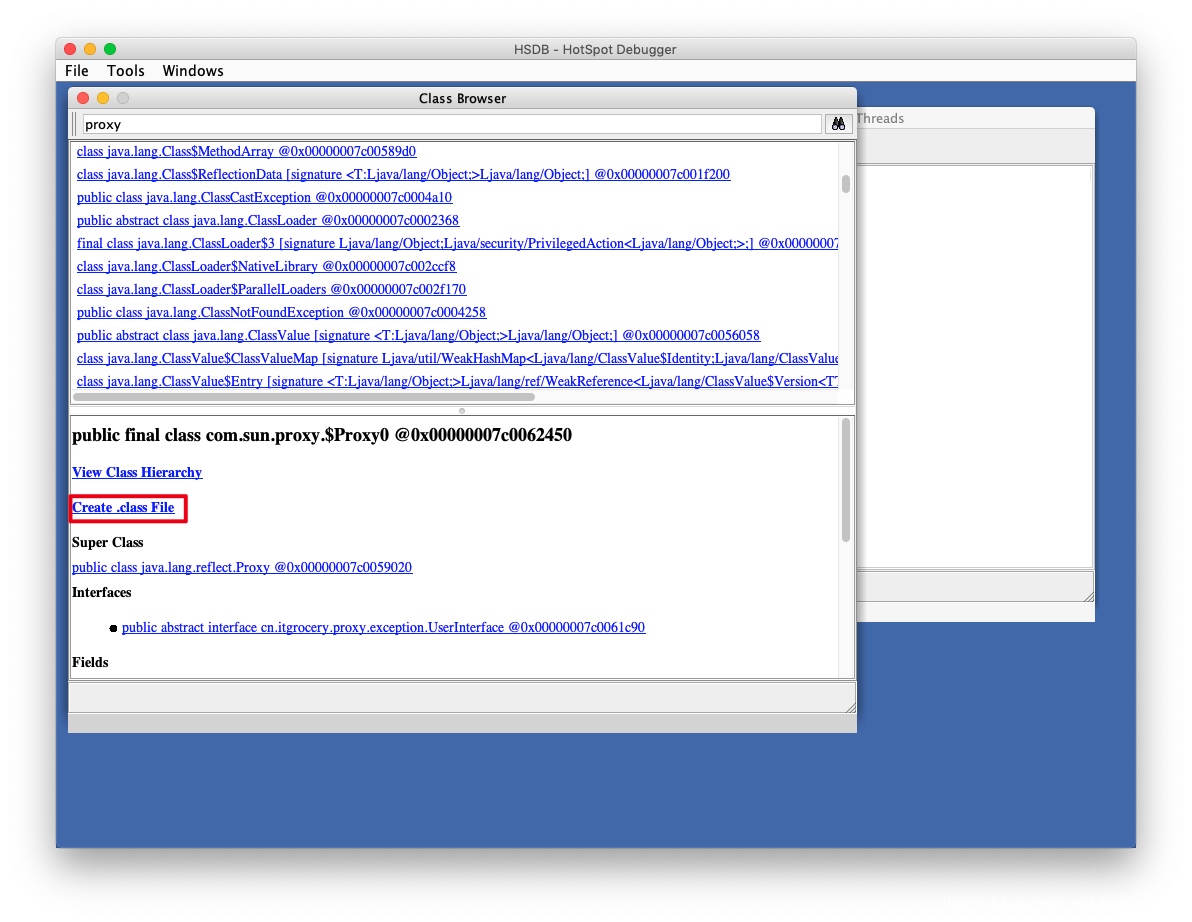 HSDB - HotSpot Debugger
File Tools Windows
Class Browser
Threads
proxy
class java.lang.Class$MethodArray @0x00000007c00589d0
class java.lang.Class$ReflectionData [signature <T:Ljava/lang/Object;>Ljava/lang/Object;] @0x00000007c001f200
public class java.lang.ClassCastException @0x00000007c0004a10
public abstract class java.lang.ClassLoader @0x00000007c0002368
final class java.lang.ClassLoader$3 [signature Ljava/lang/Object;Ljava/security/PrivilegedAction<Ljava/lang/Object;>;] @0x00000007
class java.lang.ClassLoader$NativeLibrary @0x00000007c002ccf8
class java.lang.ClassLoader$ParallelLoaders @0x00000007c002f170
public class java.lang.ClassNotFoundException @0x00000007c0004258
public abstract class java.lang.ClassValue [signature <T:Ljava/lang/Object;>Ljava/lang/Object;] @0x00000007c0056058
class java.lang.ClassValue$ClassValueMap [signature Ljava/util/WeakHashMap<Ljava/lang/ClassValue$Identity;Ljava/lang/ClassValue
class java.lang.ClassValue$Entry [signature <T:Ljava/lang/Object;>Ljava/lang/ref/WeakReference<Ljava/lang/ClassValue$Version<TT
public final class com.sun.proxy.$Proxy0 @0x00000007c0062450
View Class Hierarchy
Create .class File
Super Class
public class java.lang.reflect.Proxy @0x00000007c0059020
Interfaces
● public abstract interface cn.itgrocery.proxy.exception.UserInterface @0x00000007c0061c90
Fields